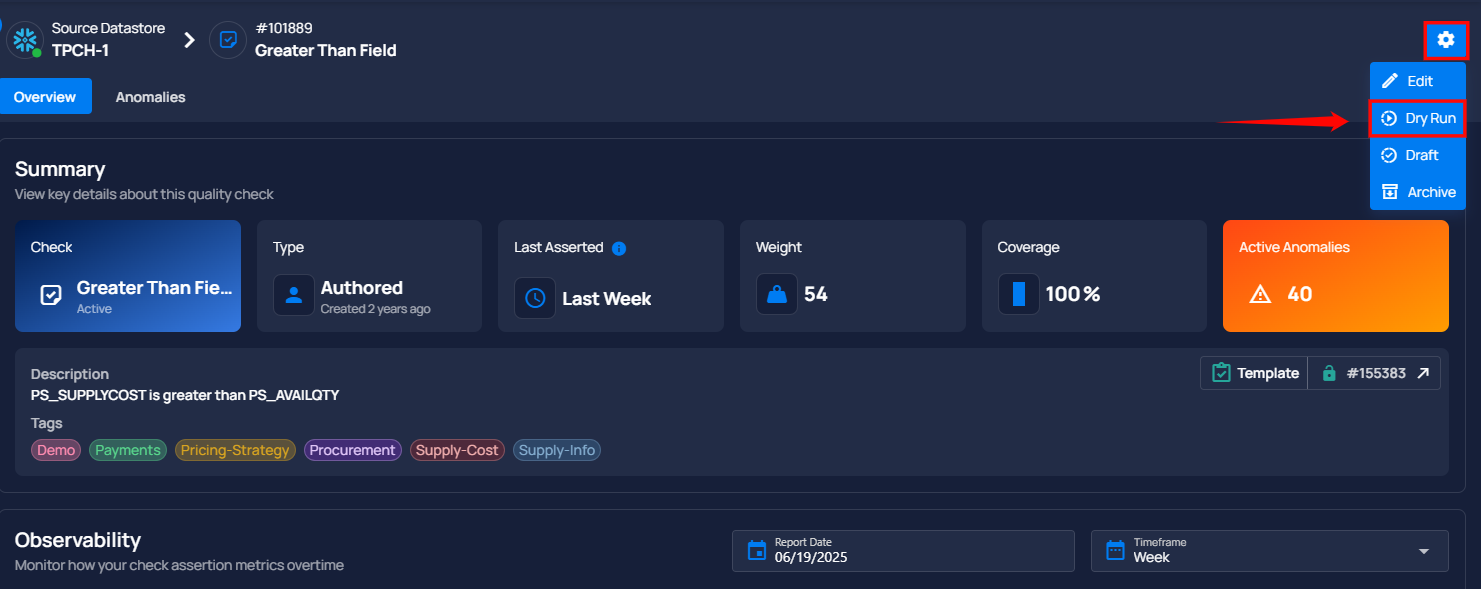 Source Datastore
TPCH-1
#101889
Greater Than Field
Overview
Anomalies
Edit
Dry Run
Draft
Archive
Summary
View key details about this quality check
Check
Greater Than Fie...
Active
Type
Authored
Created 2 years ago
Last Asserted
Last Week
Weight
54
Coverage
100%
Active Anomalies
40
Description
PS_SUPPLYCOST is greater than PS_AVAILQTY
Template
#155383
Tags
Demo Payments Pricing-Strategy Procurement Supply-Cost Supply-Info
Observability
Monitor how your check assertion metrics overtime
Report Date
06/19/2025
Timeframe
Week